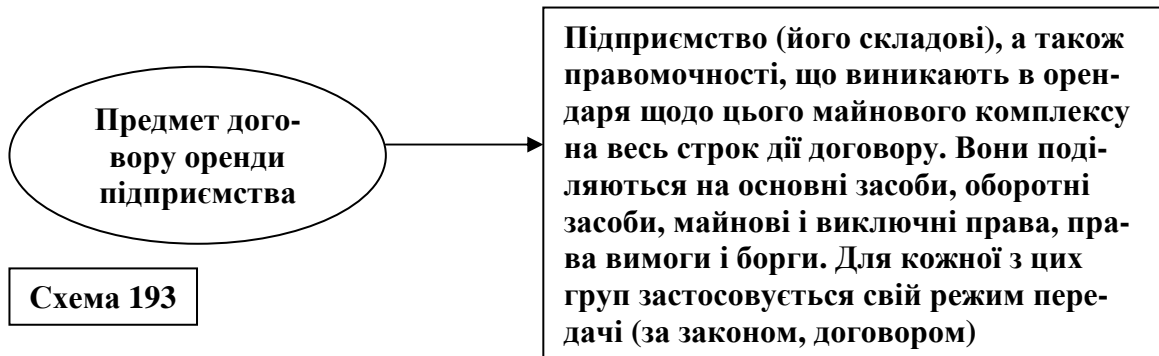 Предмет дого-
вору оренди
підприємства
Підприємство (його складові), а також
правомочності, що виникають в орен-
даря щодо цього майнового комплексу
на весь строк дії договору. Вони поді-
ляються на основні засоби, оборотні
засоби, майнові і виключні права, пра-
ва вимоги і борги. Для кожної з цих
груп застосовується свій режим пере-
дачі (за законом, договором)
Схема 193